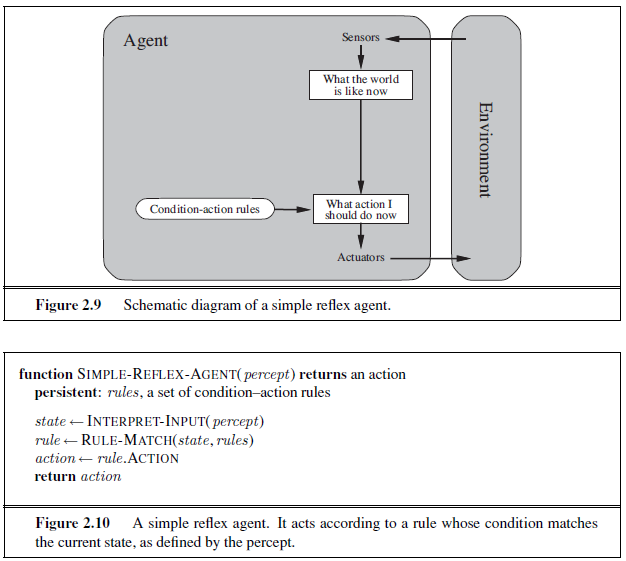 Agent
Sensors
What the world
is like now
Environment
Condition-action rules
What action I
should do now
Actuators
Figure 2.9 Schematic diagram of a simple reflex agent.
function SIMPLE-REFLEX-AGENT(percept) returns an action
persistent: rules, a set of condition–action rules
state ← INTERPRET-INPUT(percept)
rule ← RULE-MATCH(state, rules)
action ← rule.ACTION
return action
Figure 2.10 A simple reflex agent. It acts according to a rule whose condition matches
the current state, as defined by the percept.